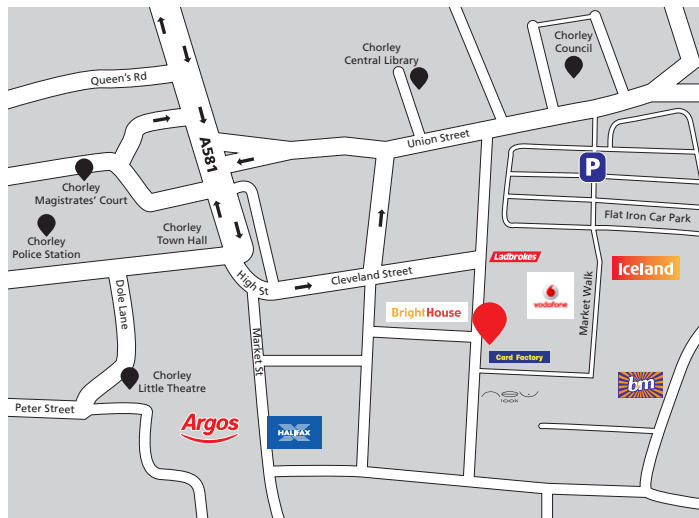 Chorley
Council
Chorley
Central Library
Queen's Rd
Union Street
A581
P
Chorley
Magistrates' Court
Flat Iron Car Park
Chorley
Town Hall
Chorley
Police Station
Ladbrokes
Iceland
Cleveland Street
High St
vodafone
Market Walk
Dole Lane
BrightHouse
Market St
Card Factory
Chorley
Little Theatre
b&m
new
look
Peter Street
Argos
HALIFAX